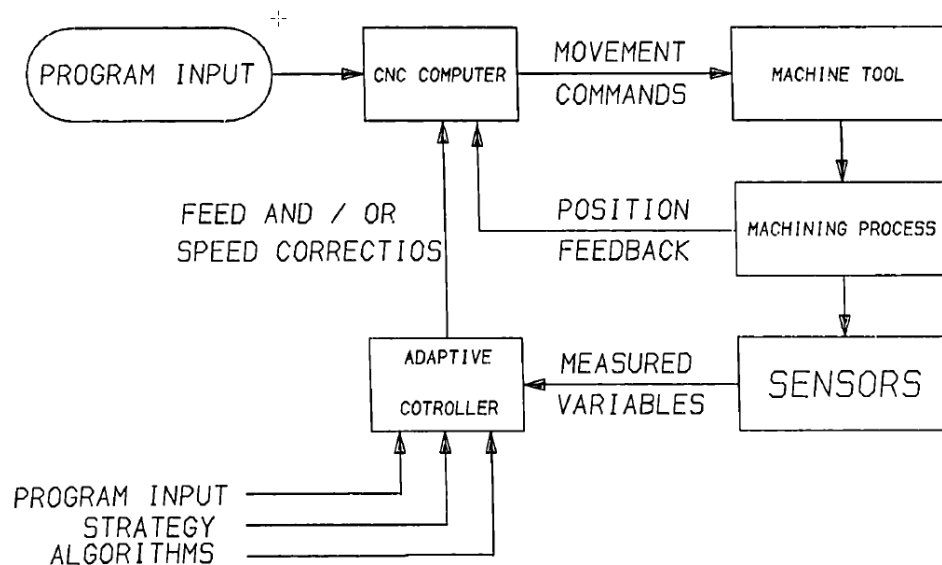 PROGRAM INPUT
CNC COMPUTER
MOVEMENT
COMMANDS
MACHINE TOOL
FEED AND / OR
SPEED CORRECTIOS
POSITION
FEEDBACK
MACHINING PROCESS
ADAPTIVE
COTROLLER
MEASURED
VARIABLES
SENSORS
PROGRAM INPUT
STRATEGY
ALGORITHMS